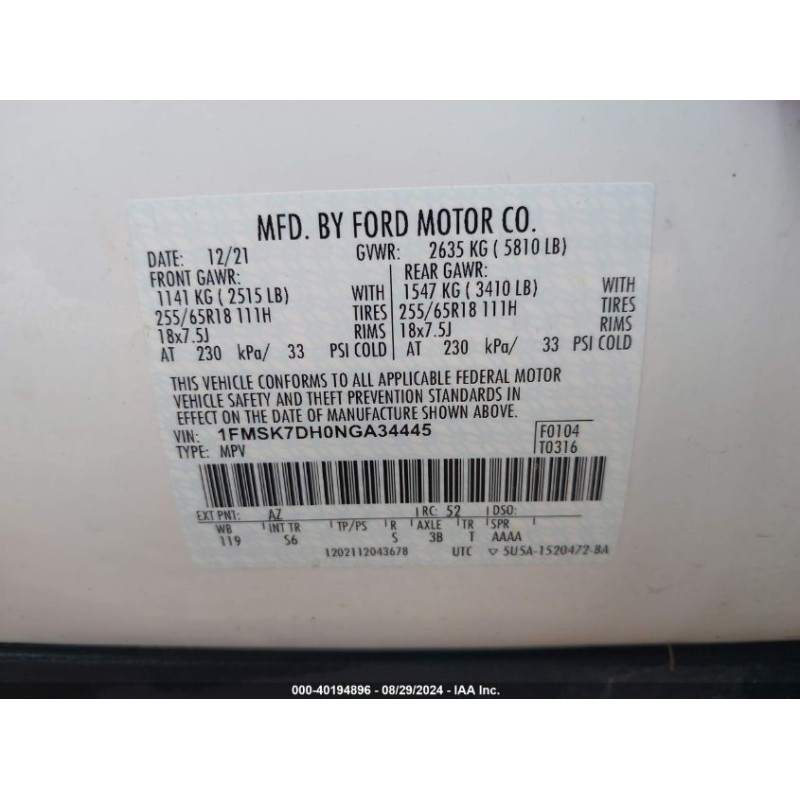 MFD. BY FORD MOTOR CO.
DATE: 12/21 GVWR: 2635 KG ( 5810 LB)
FRONT GAWR: REAR GAWR:
1141 KG ( 2515 LB) WITH 1547 KG ( 3410 LB) WITH
255/65R18 111H TIRES 255/65R18 111H TIRES
18x7.5J RIMS 18x7.5J RIMS
AT 230 kPa/ 33 PSI COLD AT 230 kPa/ 33 PSI COLD
THIS VEHICLE CONFORMS TO ALL APPLICABLE FEDERAL MOTOR
VEHICLE SAFETY AND THEFT PREVENTION STANDARDS IN
EFFECT ON THE DATE OF MANUFACTURE SHOWN ABOVE.
VIN: 1FMSK7DH0NGA34445 F0104
TYPE: MPV T0316
EXT PNT: AZ RC: 52 DSO:
WB INT TR TP/PS R AXLE TR SPR
119 S6 S 3B T AAAA
1202112043678 UTC ▽ 5U5A-1520472-BA
000-40194896 - 08/29/2024 - IAA Inc.